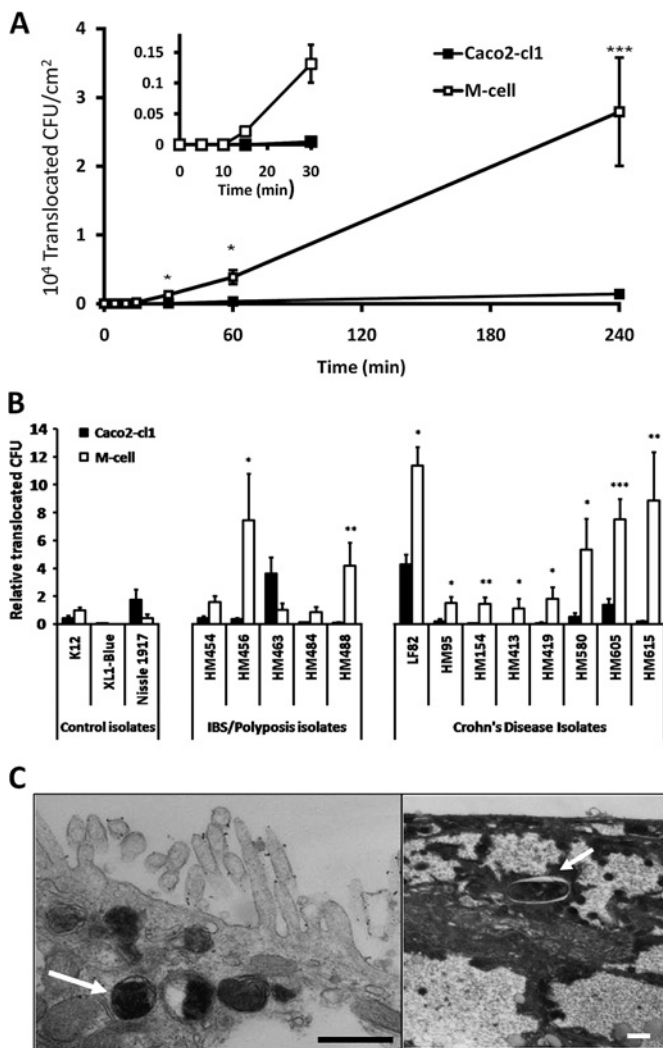 A
10⁴ Translocated CFU/cm²
4
3
2
1
0
0.15
0.1
0.05
0
0 10 20 30
Time (min)
Caco2-cl1
M-cell
*
*
***
0 60 120 180 240
Time (min)
B
Relative translocated CFU
14
12
10
8
6
4
2
0
Caco2-cl1
M-cell
*
**
*
*
**
*
*
*
***
**
K12
XL1-Blue
Nissle 1917
HM454
HM456
HM463
HM484
HM488
LF82
HM95
HM154
HM413
HM419
HM580
HM605
HM615
Control isolates
IBS/Polyposis isolates
Crohn's Disease Isolates
C